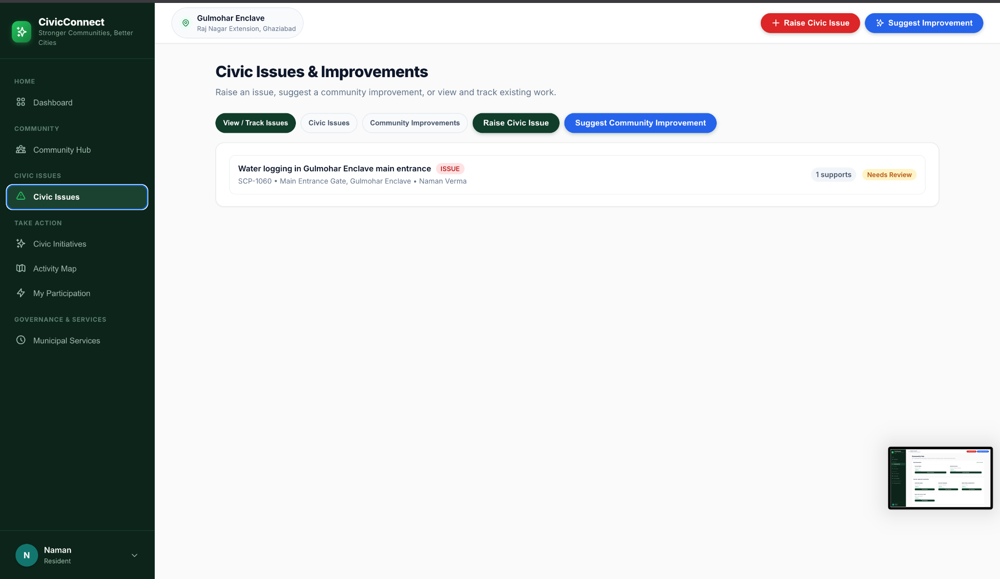 CivicConnect
Stronger Communities, Better
Cities
HOME
Dashboard
COMMUNITY
Community Hub
CIVIC ISSUES
Civic Issues
TAKE ACTION
Civic Initiatives
Activity Map
My Participation
GOVERNANCE & SERVICES
Municipal Services
N
Naman
Resident
Gulmohar Enclave
Raj Nagar Extension, Ghaziabad
Raise Civic Issue
Suggest Improvement
Civic Issues & Improvements
Raise an issue, suggest a community improvement, or view and track existing work.
View / Track Issues
Civic Issues
Community Improvements
Raise Civic Issue
Suggest Community Improvement
Water logging in Gulmohar Enclave main entrance ISSUE
SCP-1060 • Main Entrance Gate, Gulmohar Enclave • Naman Verma
1 supports
Needs Review